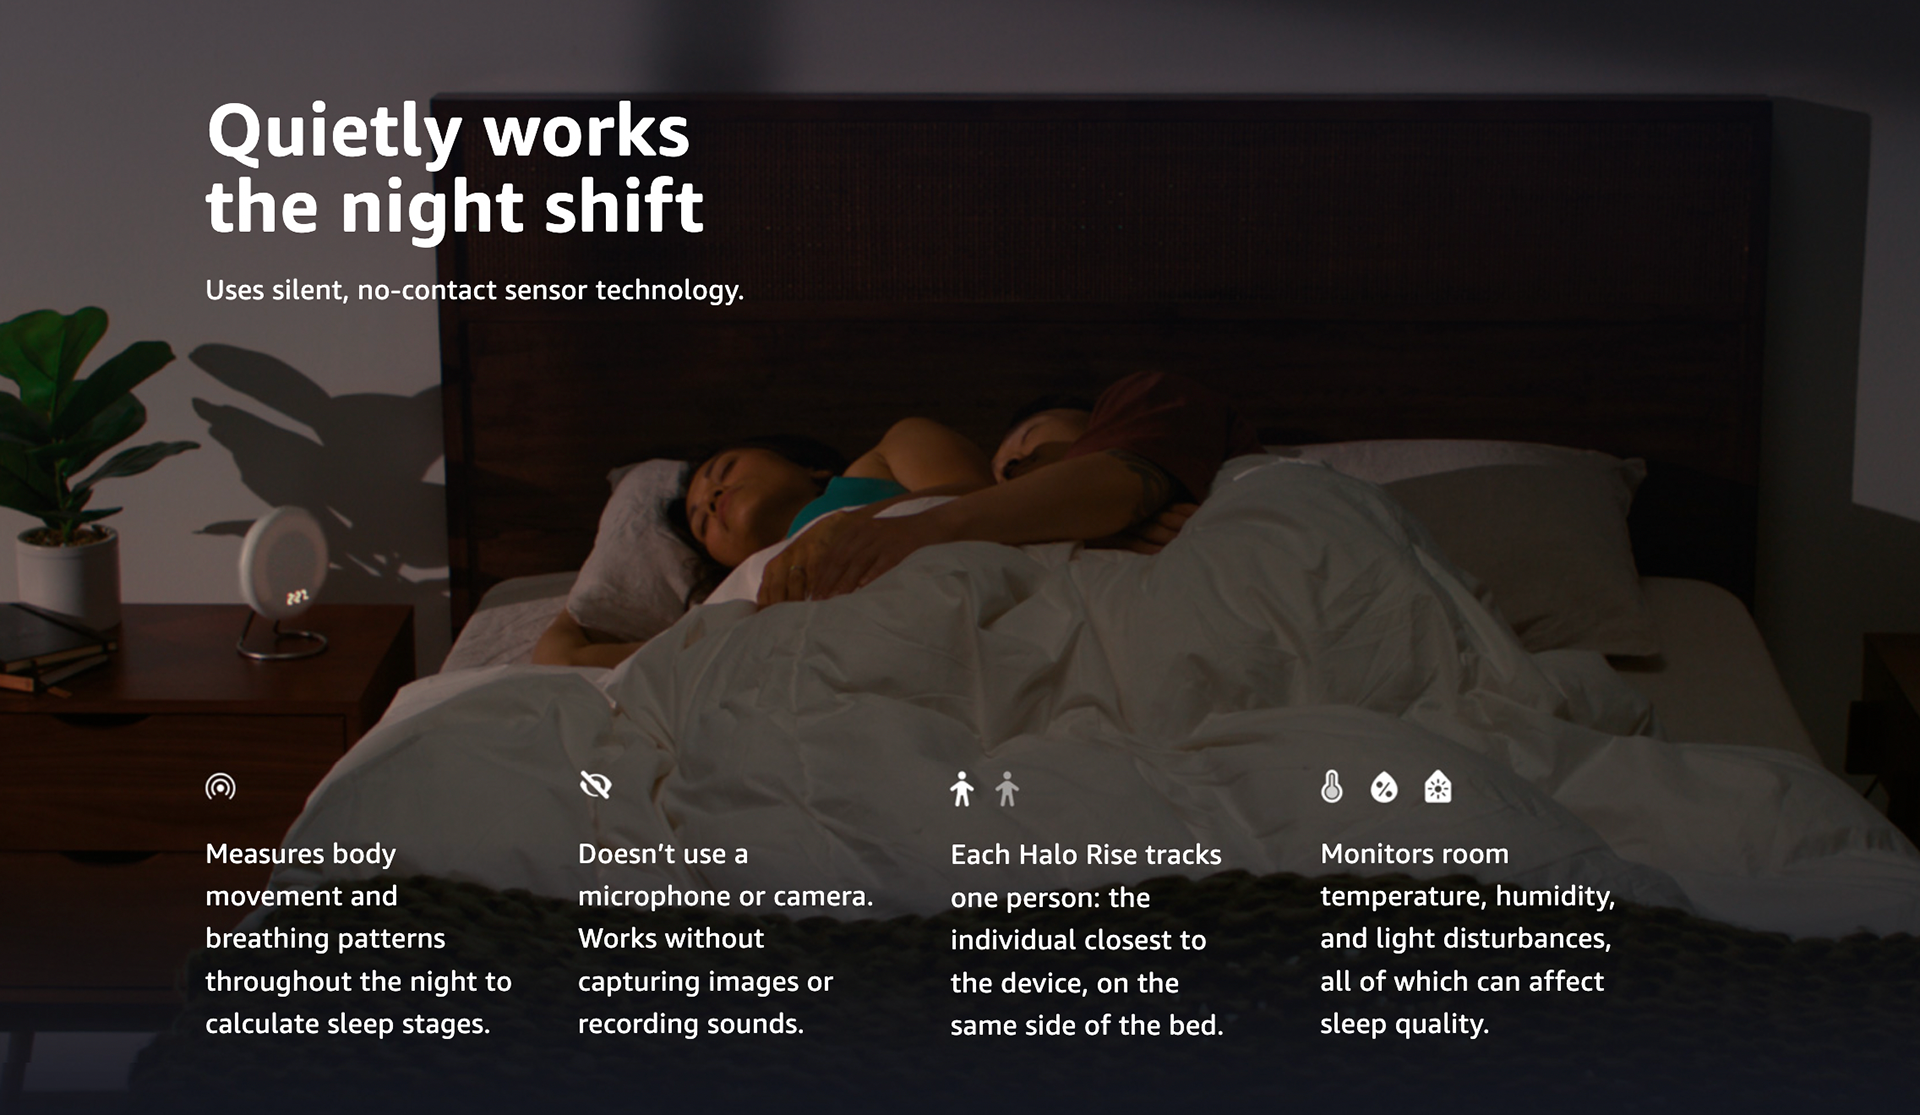 Quietly works
the night shift
Uses silent, no-contact sensor technology.
2:22
Measures body
movement and
breathing patterns
throughout the night to
calculate sleep stages.
Doesn’t use a
microphone or camera.
Works without
capturing images or
recording sounds.
Each Halo Rise tracks
one person: the
individual closest to
the device, on the
same side of the bed.
Monitors room
temperature, humidity,
and light disturbances,
all of which can affect
sleep quality.